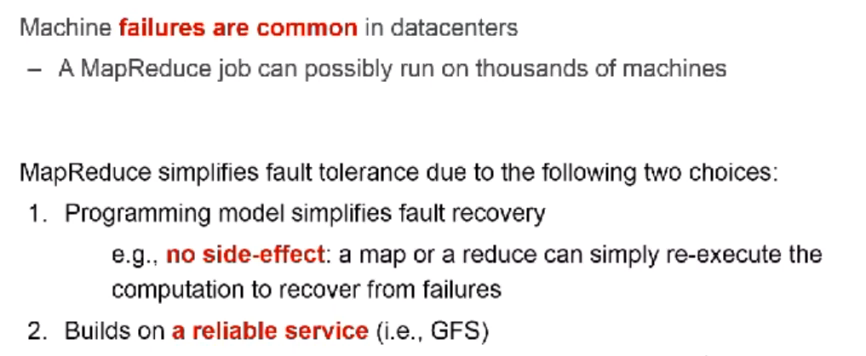 Machine failures are common in datacenters
– A MapReduce job can possibly run on thousands of machines
MapReduce simplifies fault tolerance due to the following two choices:
1. Programming model simplifies fault recovery
e.g., no side-effect: a map or a reduce can simply re-execute the
computation to recover from failures
2. Builds on a reliable service (i.e., GFS)